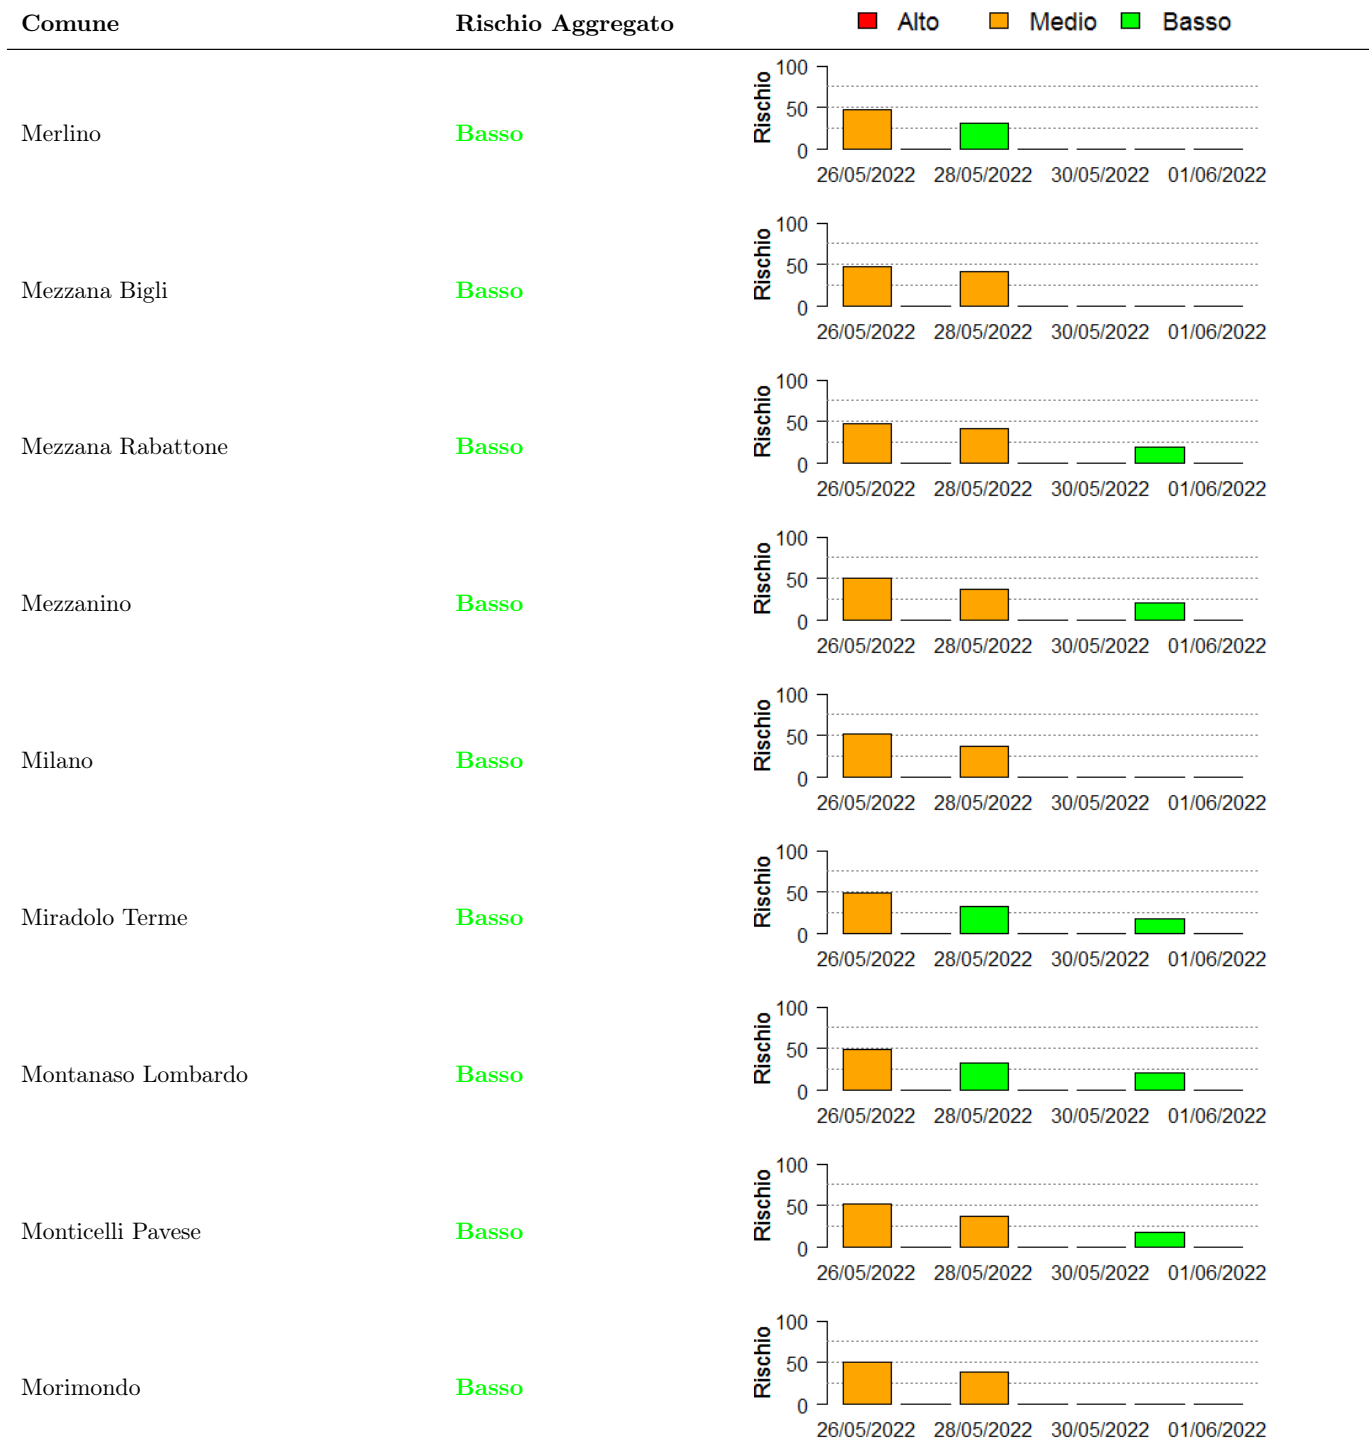 Comune Rischio Aggregato Alto Medio Basso
100
50
0
Rischio
Merlino Basso
26/05/2022 28/05/2022 30/05/2022 01/06/2022
100
50
0
Rischio
Mezzana Bigli Basso
26/05/2022 28/05/2022 30/05/2022 01/06/2022
100
50
0
Rischio
Mezzana Rabattone Basso
26/05/2022 28/05/2022 30/05/2022 01/06/2022
100
50
0
Rischio
Mezzanino Basso
26/05/2022 28/05/2022 30/05/2022 01/06/2022
100
50
0
Rischio
Milano Basso
26/05/2022 28/05/2022 30/05/2022 01/06/2022
100
50
0
Rischio
Miradolo Terme Basso
26/05/2022 28/05/2022 30/05/2022 01/06/2022
100
50
0
Rischio
Montanaso Lombardo Basso
26/05/2022 28/05/2022 30/05/2022 01/06/2022
100
50
0
Rischio
Monticelli Pavese Basso
26/05/2022 28/05/2022 30/05/2022 01/06/2022
100
50
0
Rischio
Morimondo Basso
26/05/2022 28/05/2022 30/05/2022 01/06/2022